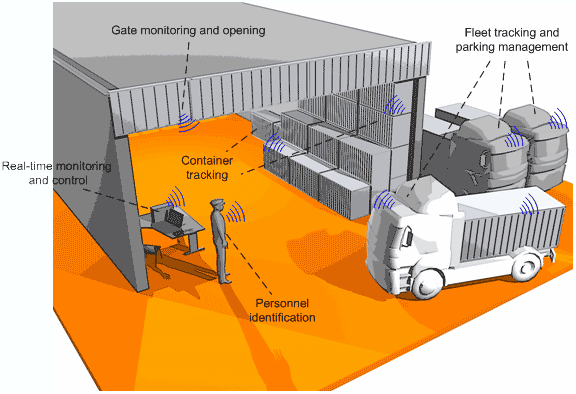 Gate monitoring and opening
Fleet tracking and
parking management
Container
tracking
Real-time monitoring
and control
Personnel
identification